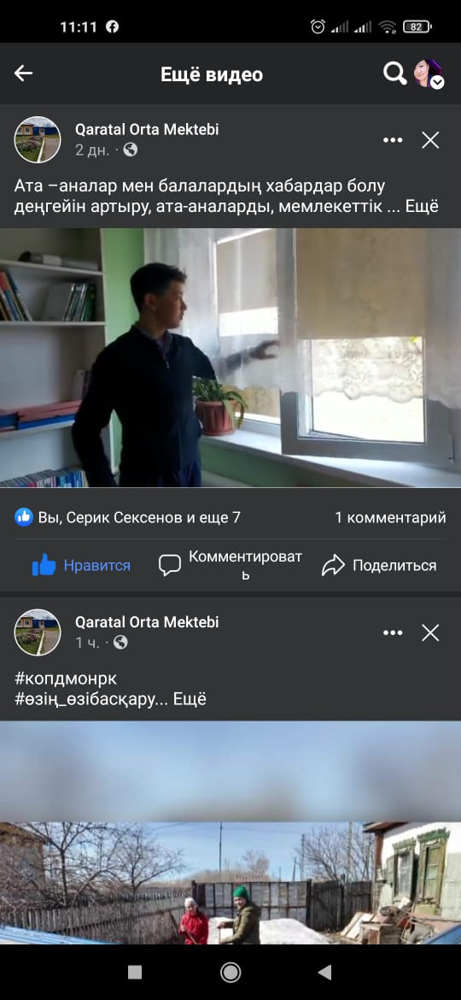 11:11
82
Ещё видео
Qaratal Orta Mektebi
2 дн. ·
Ата –аналар мен балалардың хабардар болу
деңгейін артыру, ата-аналарды, мемлекеттік ... Ещё
Вы, Серик Сексенов и еще 7
1 комментарий
Нравится
Комментироват
ь
Поделиться
Qaratal Orta Mektebi
1 ч. ·
#копдмонрк
#өзің_өзібасқару... Ещё